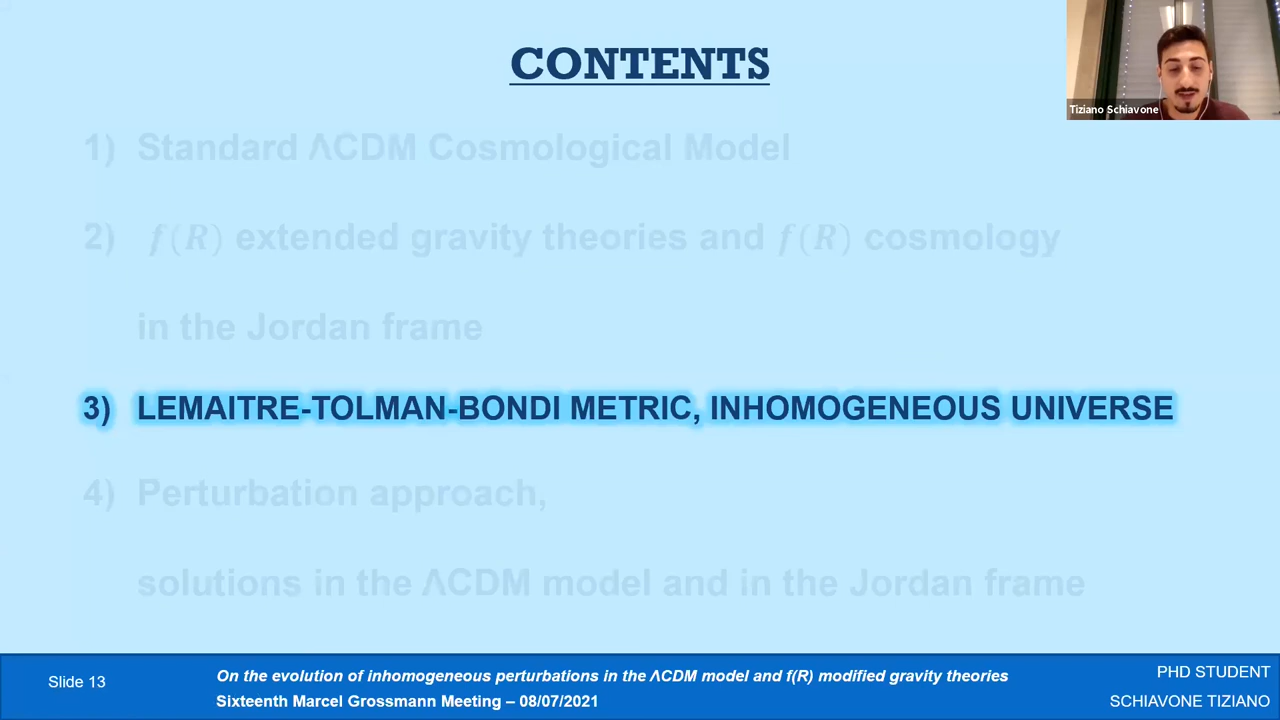 CONTENTS
Tiziano Schiavone
1) Standard ΛCDM Cosmological Model
2) f(R) extended gravity theories and f(R) cosmology
in the Jordan frame
3) LEMAITRE-TOLMAN-BONDI METRIC, INHOMOGENEOUS UNIVERSE
4) Perturbation approach,
solutions in the ΛCDM model and in the Jordan frame
Slide 13
On the evolution of inhomogeneous perturbations in the ΛCDM model and f(R) modified gravity theories
Sixteenth Marcel Grossmann Meeting – 08/07/2021
PHD STUDENT
SCHIAVONE TIZIANO